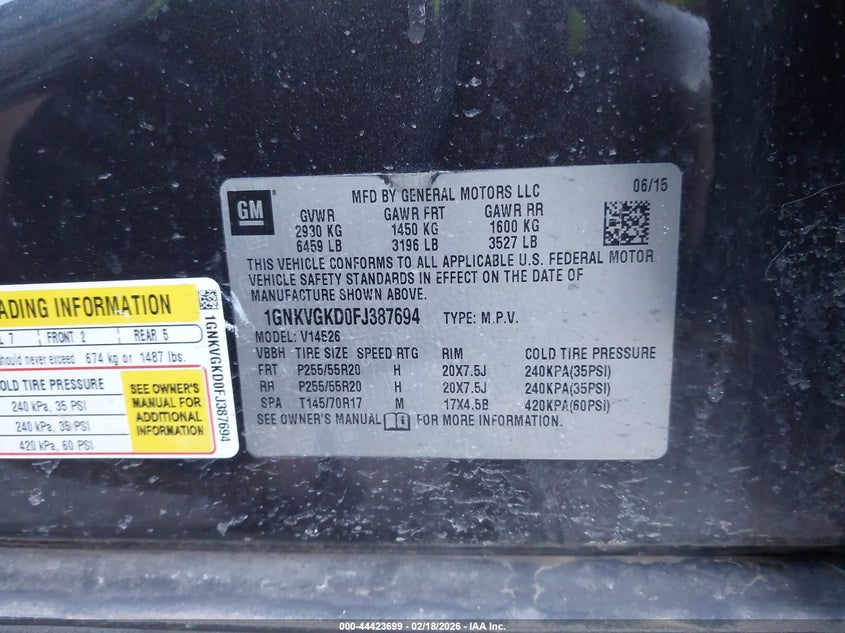 GM ®
MFD BY GENERAL MOTORS LLC
06/15
GVWR GAWR FRT GAWR RR
2930 KG 1450 KG 1600 KG
6459 LB 3196 LB 3527 LB
THIS VEHICLE CONFORMS TO ALL APPLICABLE U.S. FEDERAL MOTOR
VEHICLE SAFETY STANDARDS IN EFFECT ON THE DATE OF
MANUFACTURE SHOWN ABOVE.
1GNKVGKD0FJ387694 TYPE: M.P.V.
MODEL: V14526
VBBH TIRE SIZE SPEED RTG RIM COLD TIRE PRESSURE
FRT P255/55R20 H 20X7.5J 240KPA(35PSI)
RR P255/55R20 H 20X7.5J 240KPA(35PSI)
SPA T145/70R17 M 17X4.5B 420KPA(60PSI)
SEE OWNER'S MANUAL FOR MORE INFORMATION.
ADING INFORMATION
L 7 FRONT 2 REAR 5
hould never exceed 674 kg or 1487 lbs.
COLD TIRE PRESSURE
240 kPa, 35 PSI
240 kPa, 35 PSI
420 kPa, 60 PSI
SEE OWNER'S
MANUAL FOR
ADDITIONAL
INFORMATION
1GNKVGKD0FJ387694
000-44423699 - 02/18/2026 - IAA Inc.